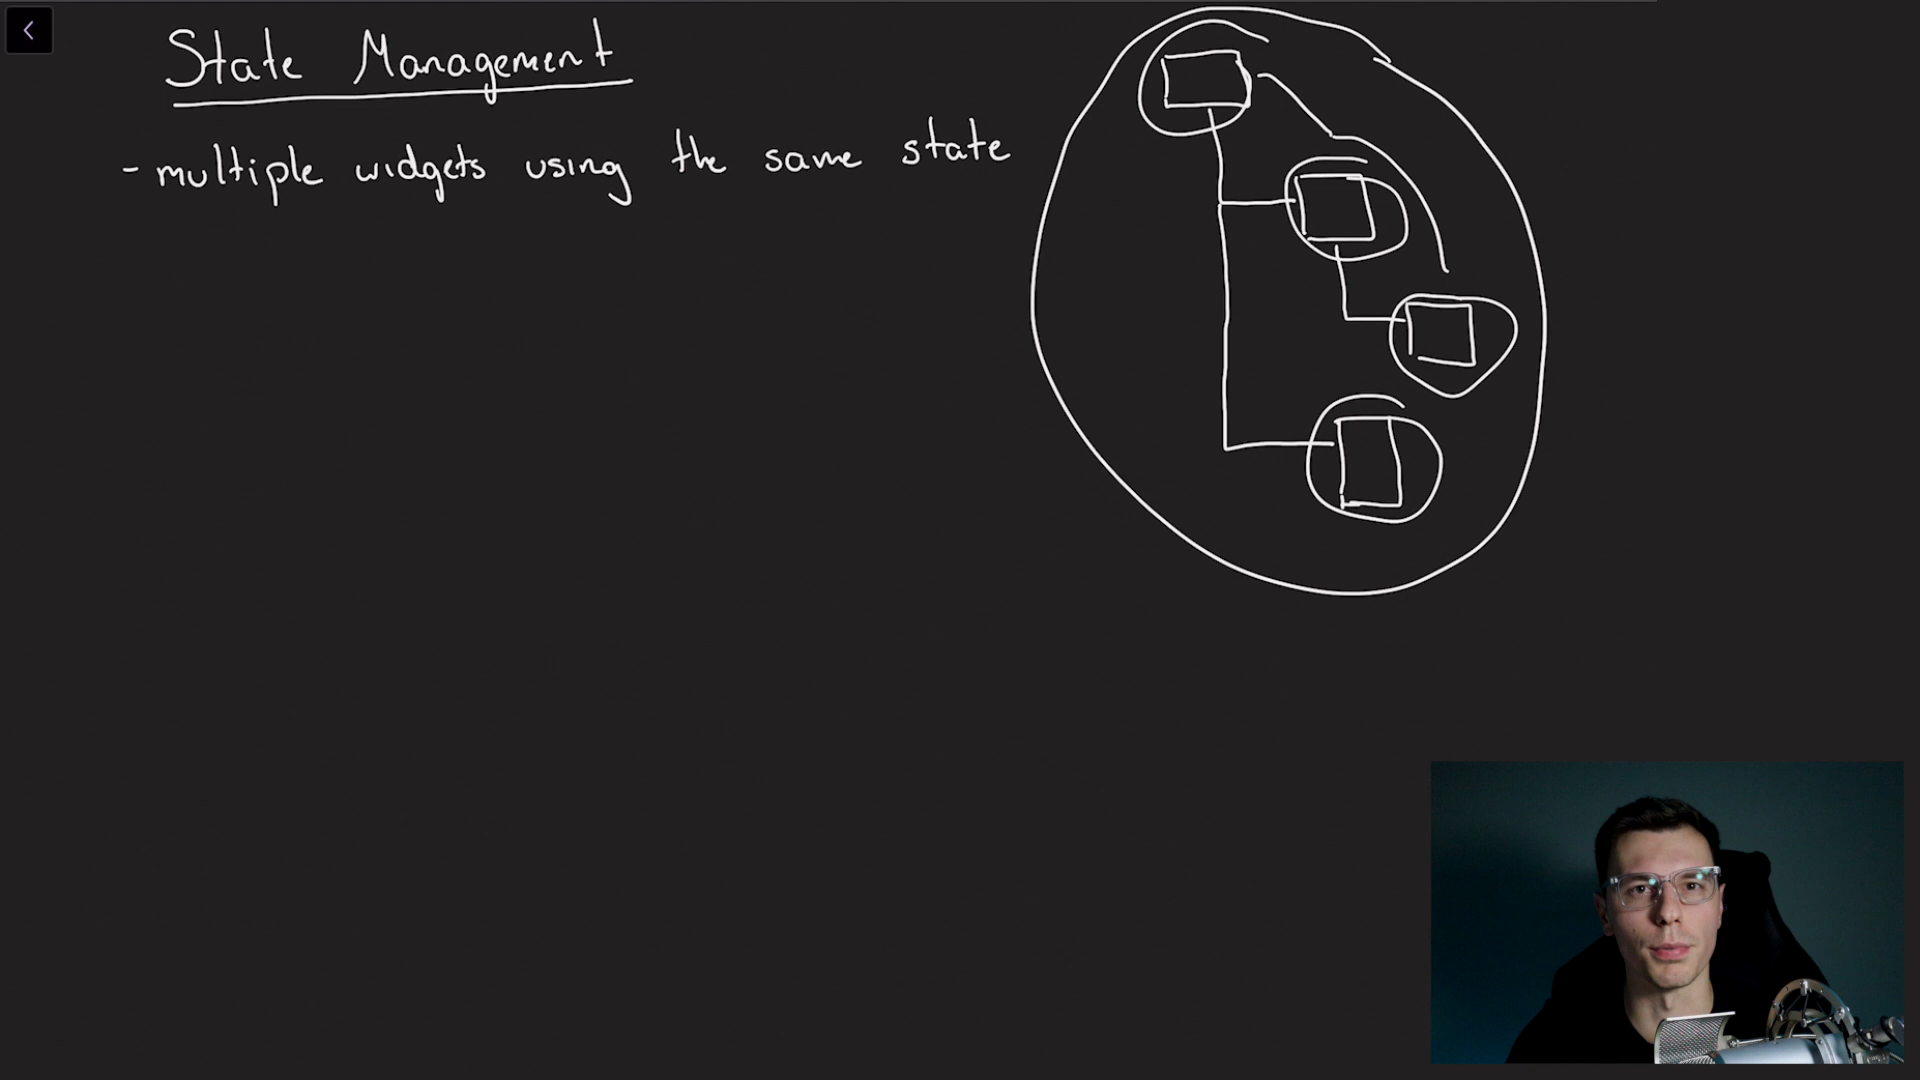 State Management
- multiple widgets using the same state